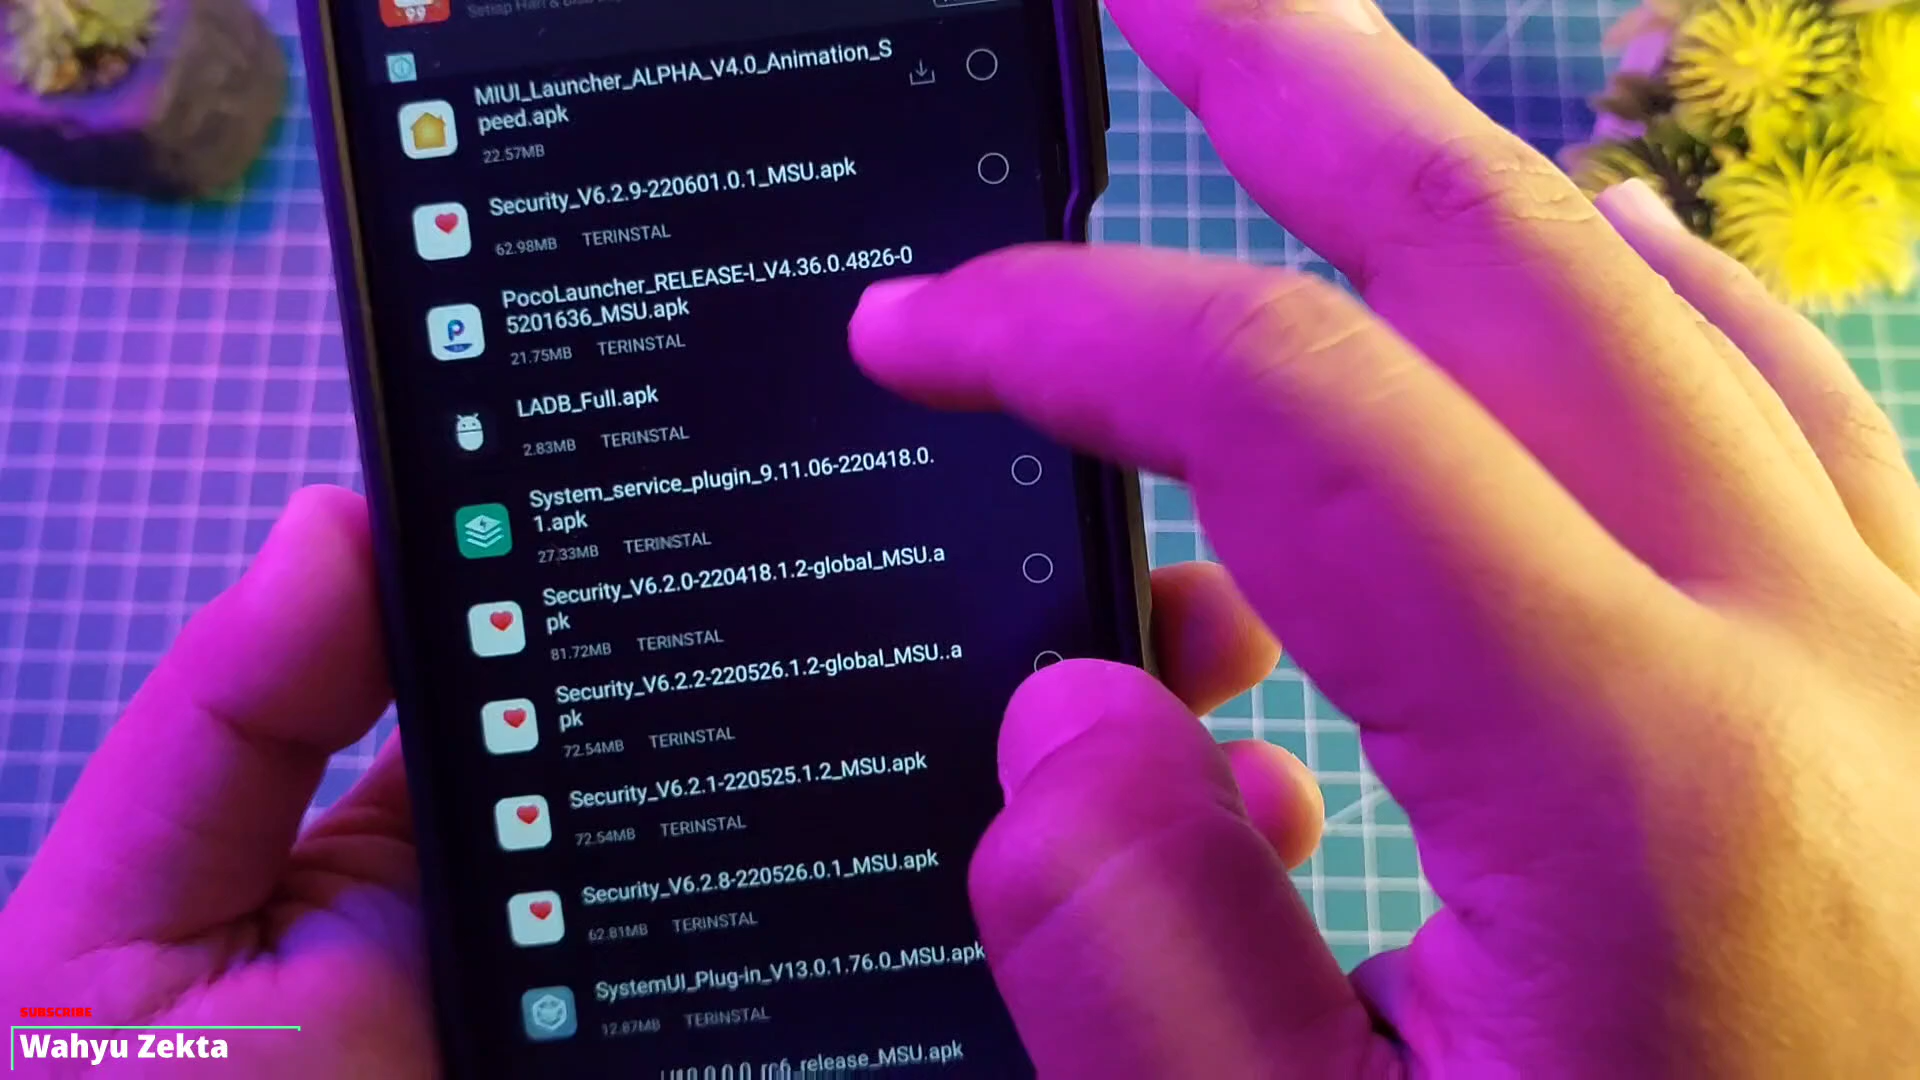 99
MIUI_Launcher_ALPHA_V4.0_Animation_S
peed.apk
22.57MB
Security_V6.2.9-220601.0.1_MSU.apk
62.98MB TERINSTAL
PocoLauncher_RELEASE-I_V4.36.0.4826-0
5201636_MSU.apk
21.75MB TERINSTAL
LADB_Full.apk
2.83MB TERINSTAL
System_service_plugin_9.11.06-220418.0.
1.apk
27.33MB TERINSTAL
Security_V6.2.0-220418.1.2-global_MSU.a
pk
81.72MB TERINSTAL
Security_V6.2.2-220526.1.2-global_MSU..a
pk
72.54MB TERINSTAL
Security_V6.2.1-220525.1.2_MSU.apk
72.54MB TERINSTAL
Security_V6.2.8-220526.0.1_MSU.apk
62.81MB TERINSTAL
SystemUI_Plug-in_V13.0.1.76.0_MSU.apk
12.87MB TERINSTAL
release_MSU.apk
SUBSCRIBE
Wahyu Zekta